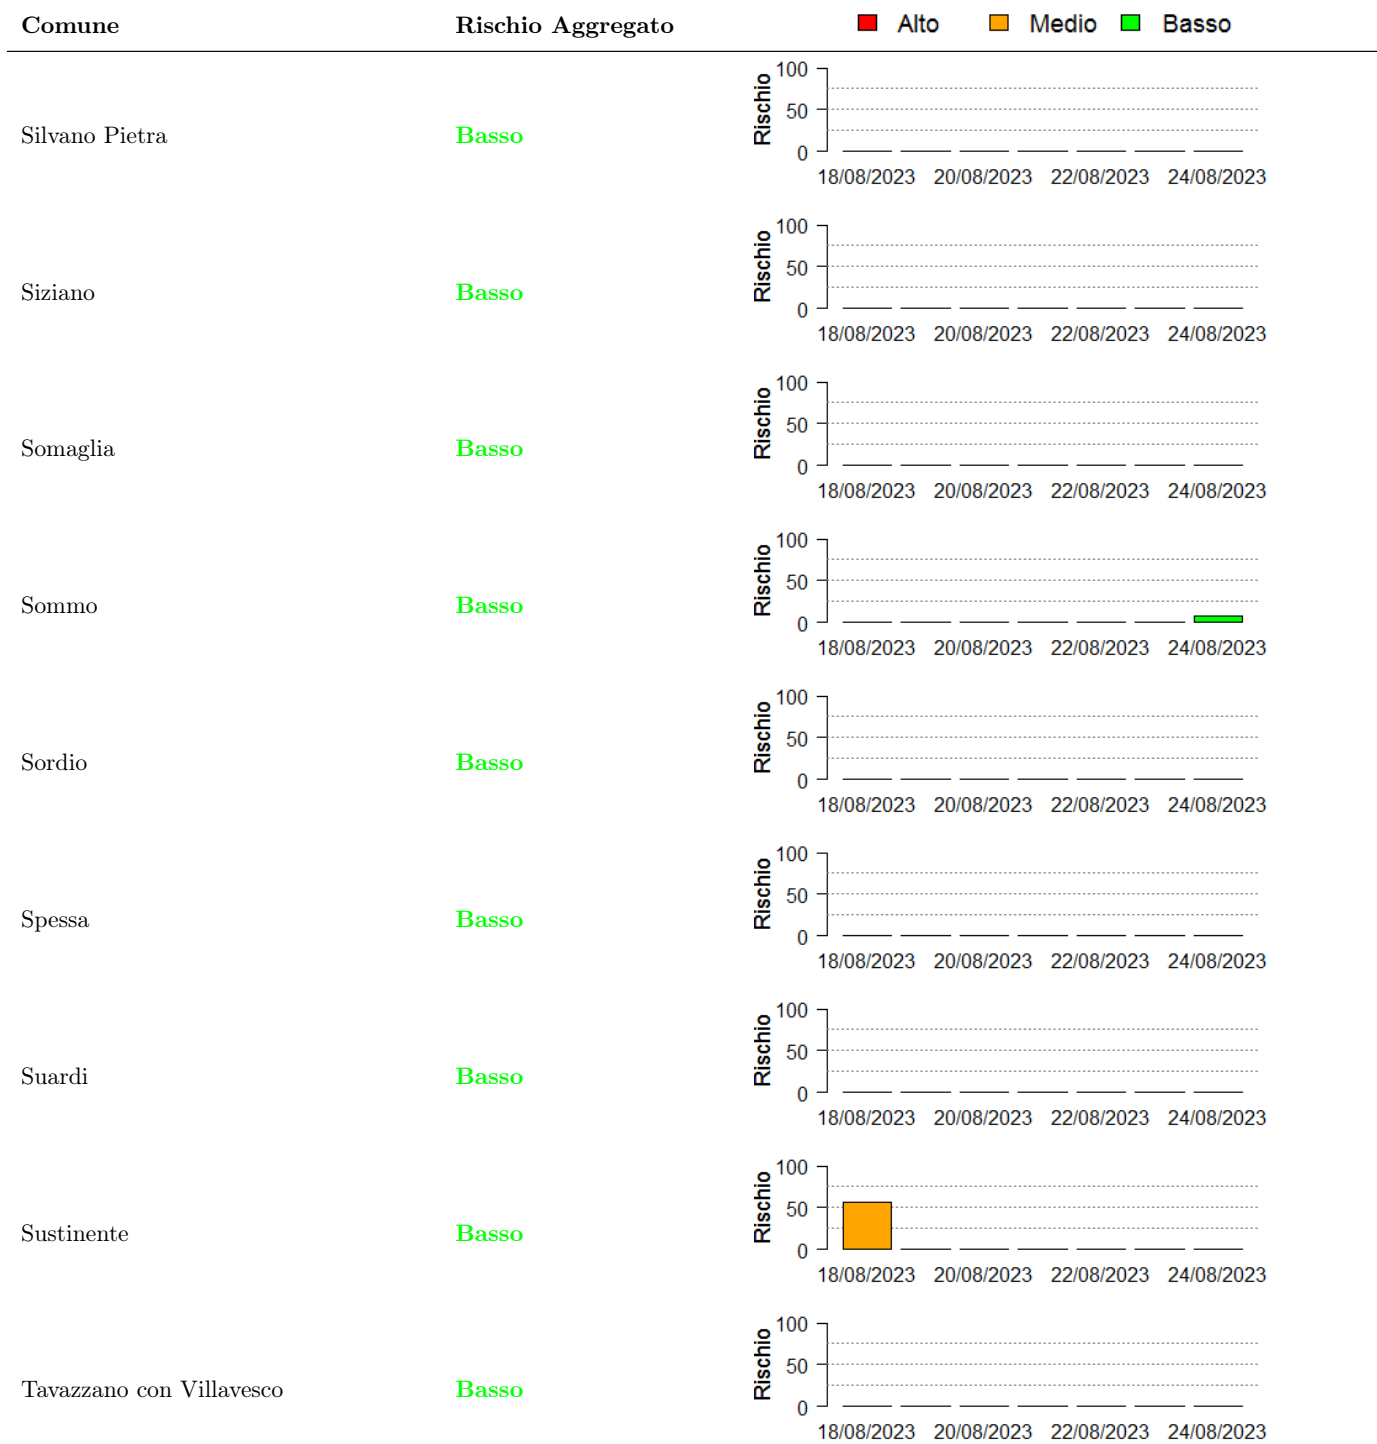 Comune Rischio Aggregato Alto Medio Basso
100
50
0
Rischio
Silvano Pietra Basso
18/08/2023 20/08/2023 22/08/2023 24/08/2023
100
50
0
Rischio
Siziano Basso
18/08/2023 20/08/2023 22/08/2023 24/08/2023
100
50
0
Rischio
Somaglia Basso
18/08/2023 20/08/2023 22/08/2023 24/08/2023
100
50
0
Rischio
Sommo Basso
18/08/2023 20/08/2023 22/08/2023 24/08/2023
100
50
0
Rischio
Sordio Basso
18/08/2023 20/08/2023 22/08/2023 24/08/2023
100
50
0
Rischio
Spessa Basso
18/08/2023 20/08/2023 22/08/2023 24/08/2023
100
50
0
Rischio
Suardi Basso
18/08/2023 20/08/2023 22/08/2023 24/08/2023
100
50
0
Rischio
Sustinente Basso
18/08/2023 20/08/2023 22/08/2023 24/08/2023
100
50
0
Rischio
Tavazzano con Villavesco Basso
18/08/2023 20/08/2023 22/08/2023 24/08/2023